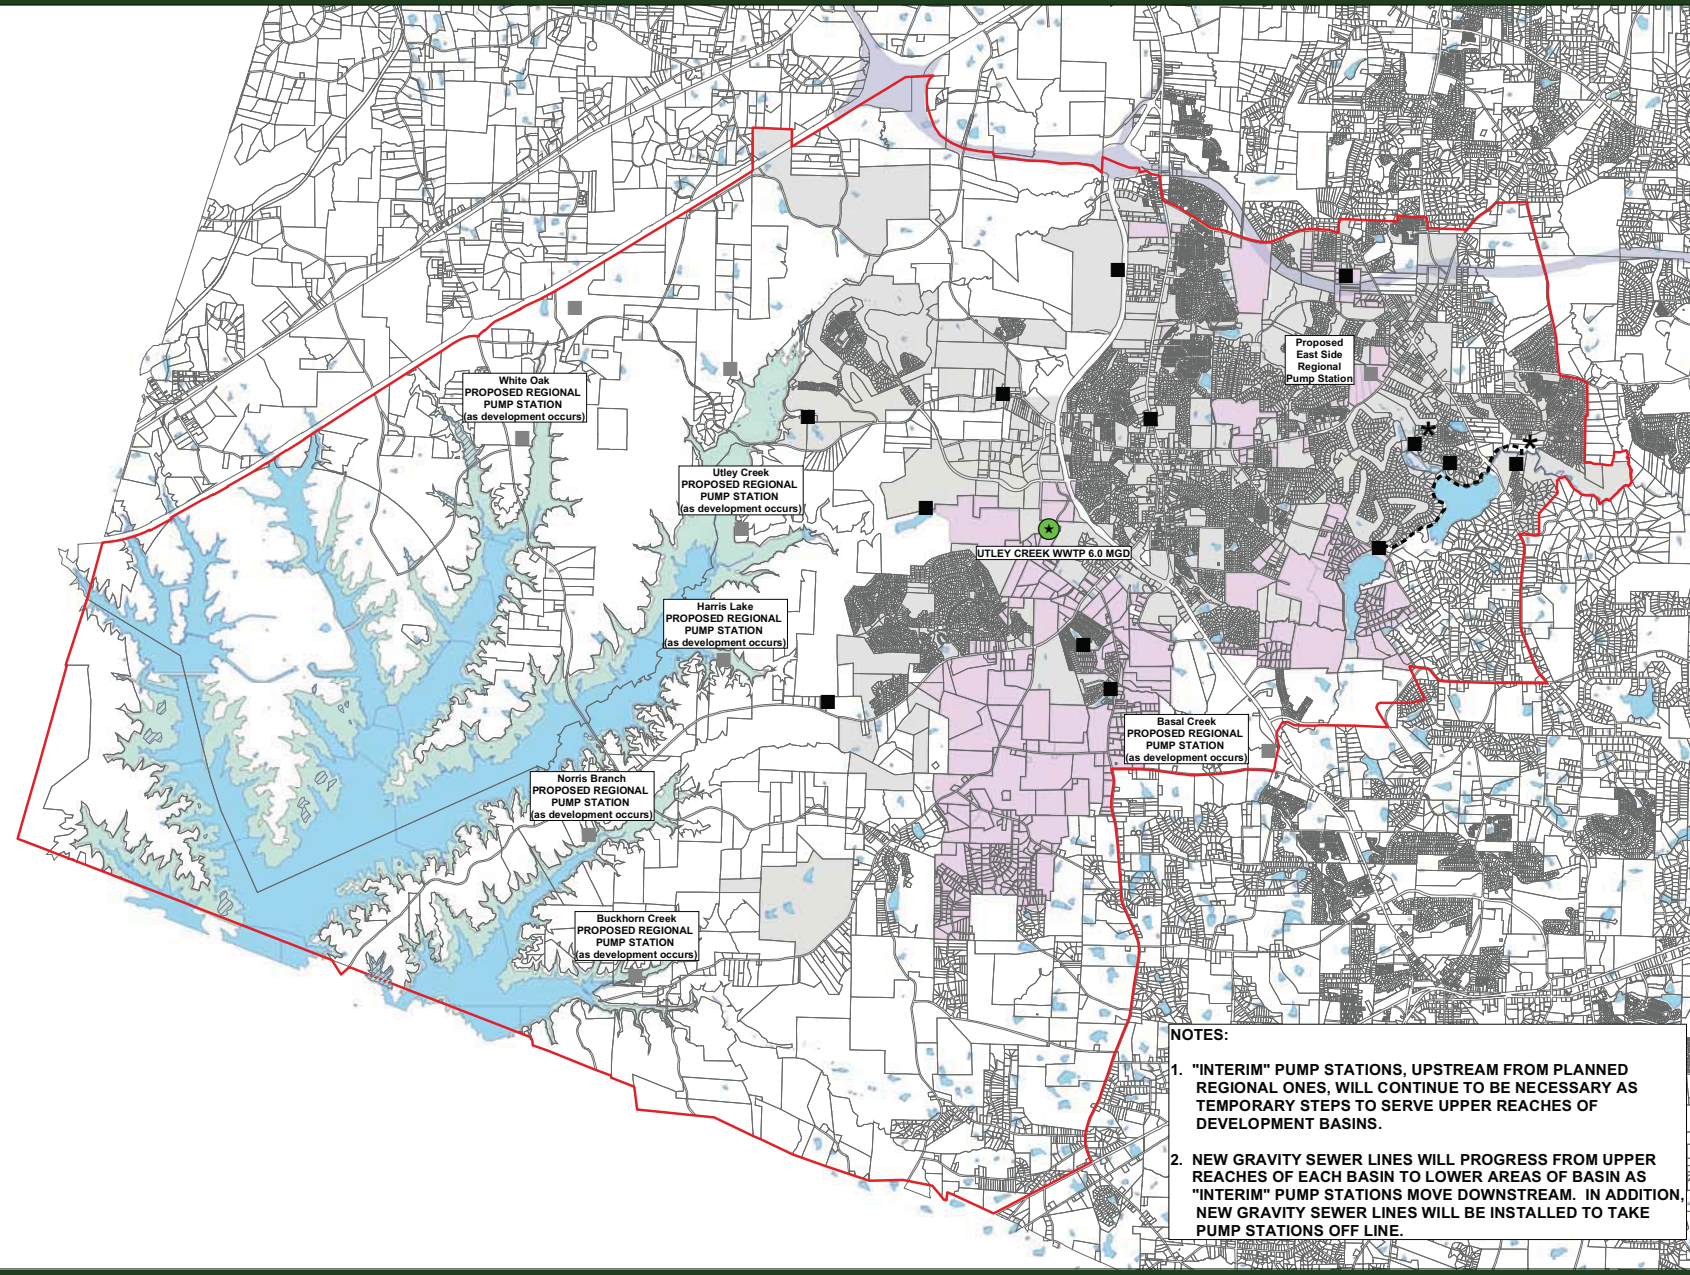 Proposed
East Side
Regional
Pump Station
White Oak
PROPOSED REGIONAL
PUMP STATION
(as development occurs)
Utley Creek
PROPOSED REGIONAL
PUMP STATION
(as development occurs)
UTLEY CREEK WWTP 6.0 MGD
Harris Lake
PROPOSED REGIONAL
PUMP STATION
(as development occurs)
Basal Creek
PROPOSED REGIONAL
PUMP STATION
(as development occurs)
Norris Branch
PROPOSED REGIONAL
PUMP STATION
(as development occurs)
Buckhorn Creek
PROPOSED REGIONAL
PUMP STATION
(as development occurs)
NOTES:
1. "INTERIM" PUMP STATIONS, UPSTREAM FROM PLANNED
REGIONAL ONES, WILL CONTINUE TO BE NECESSARY AS
TEMPORARY STEPS TO SERVE UPPER REACHES OF
DEVELOPMENT BASINS.
2. NEW GRAVITY SEWER LINES WILL PROGRESS FROM UPPER
REACHES OF EACH BASIN TO LOWER AREAS OF BASIN AS
"INTERIM" PUMP STATIONS MOVE DOWNSTREAM. IN ADDITION,
NEW GRAVITY SEWER LINES WILL BE INSTALLED TO TAKE
PUMP STATIONS OFF LINE.